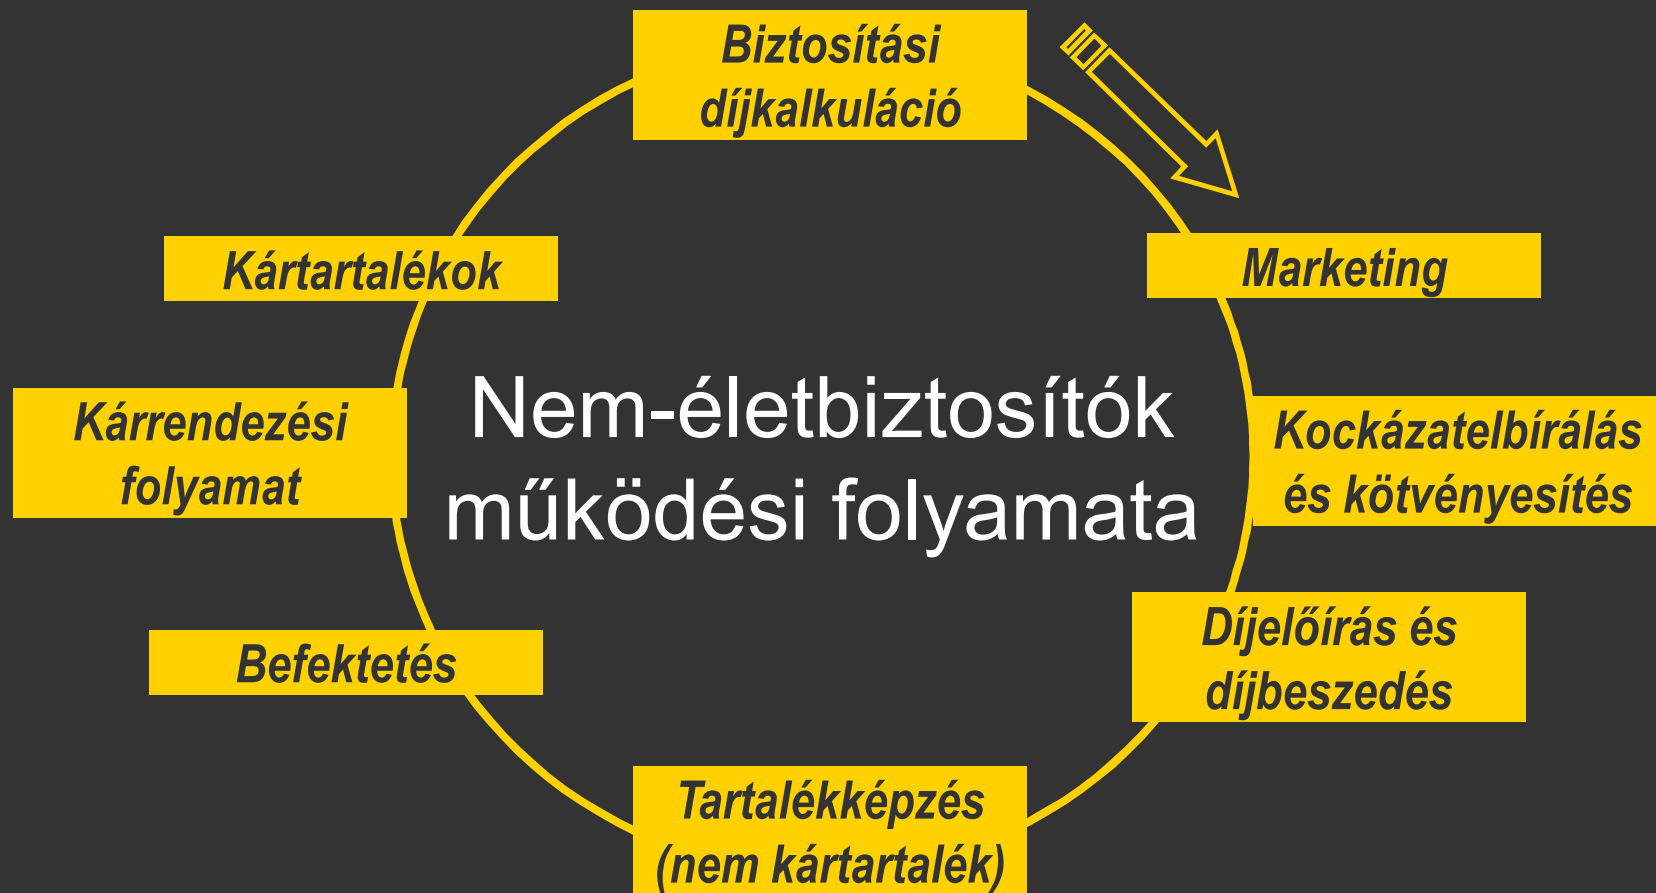 Biztosítási
díjkalkuláció
Marketing
Kockázatelbírálás
és kötvényesítés
Díjelőírás és
díjbeszedés
Tartalékképzés
(nem kártartalék)
Befektetés
Kárrendezési
folyamat
Kártartalékok
Nem-életbiztosítók
működési folyamata